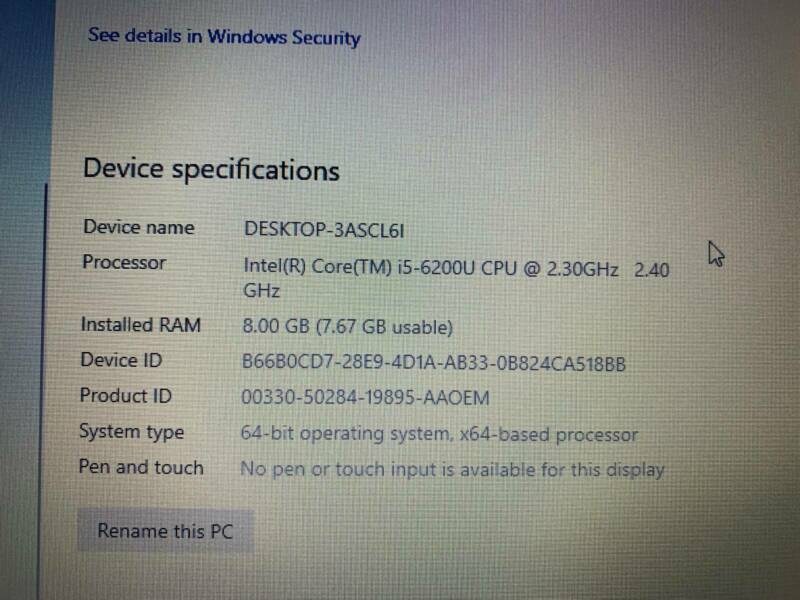 See details in Windows Security
Device specifications
Device name DESKTOP-3ASCL6I
Processor Intel(R) Core(TM) i5-6200U CPU @ 2.30GHz 2.40
GHz
Installed RAM 8.00 GB (7.67 GB usable)
Device ID B66B0CD7-28E9-4D1A-AB33-0B824CA518BB
Product ID 00330-50284-19895-AAOEM
System type 64-bit operating system, x64-based processor
Pen and touch No pen or touch input is available for this display
Rename this PC